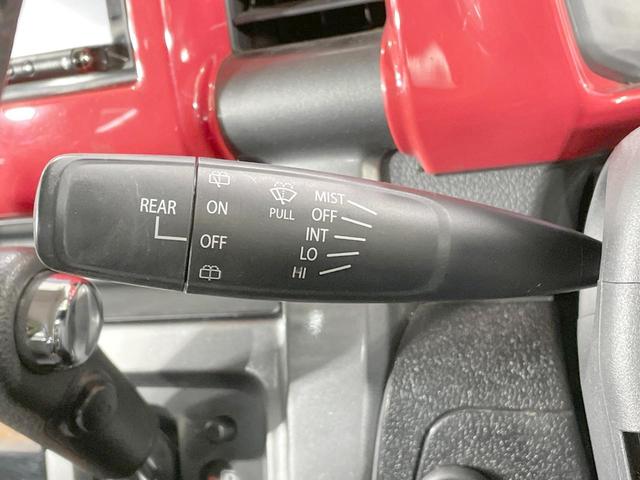 REAR
ON
OFF
PULL
MIST
OFF
INT
LO
HI